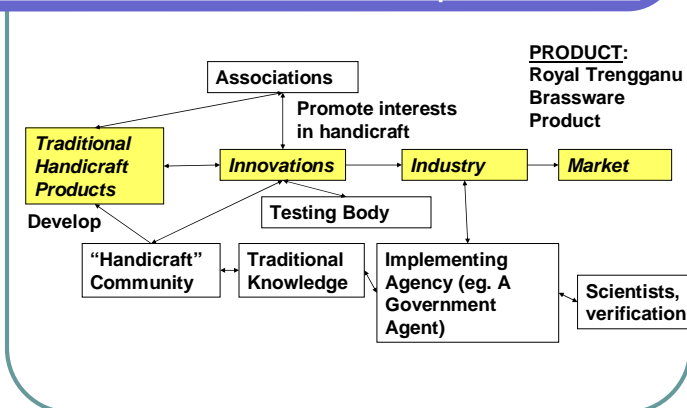 PRODUCT:
Royal Trengganu
Brassware
Product
Associations
Promote interests
in handicraft
Traditional
Handicraft
Products
Innovations
Industry
Market
Develop
Testing Body
“Handicraft”
Community
Traditional
Knowledge
Implementing
Agency (eg. A
Government
Agent)
Scientists,
verification